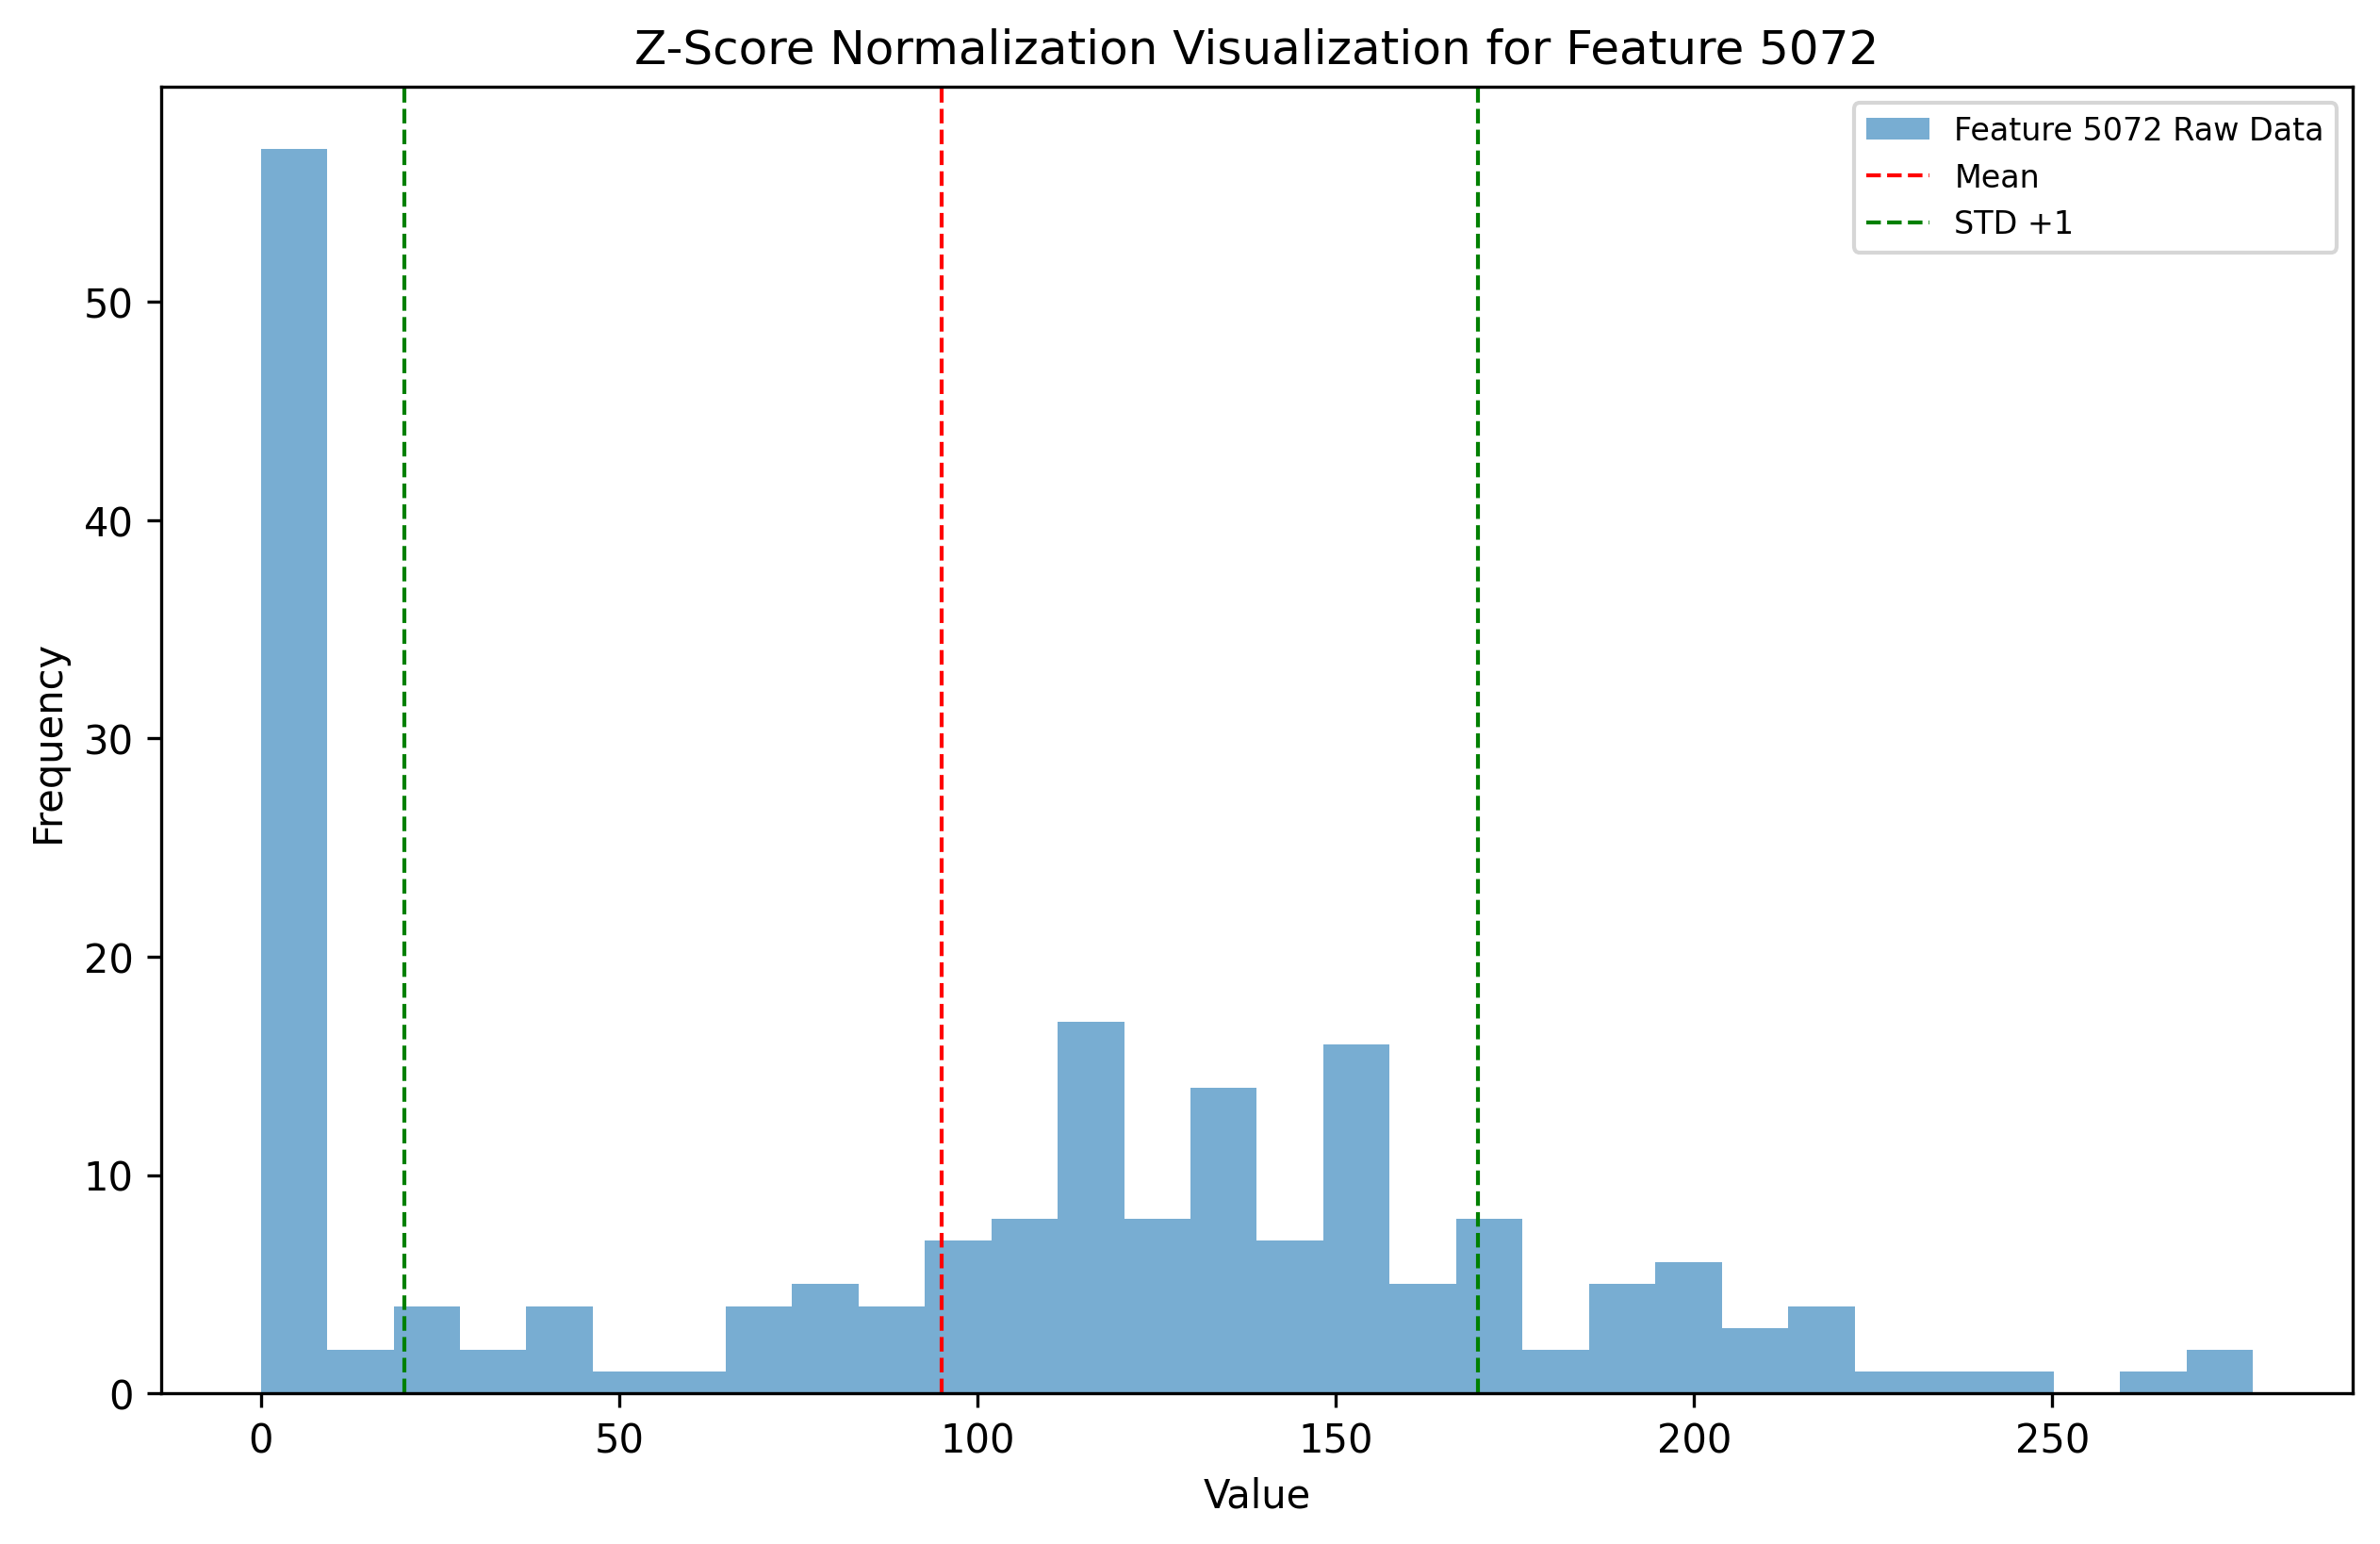 Z-Score Normalization Visualization for Feature 5072
Feature 5072 Raw Data
Mean
STD +1
Frequency
50
40
30
20
10
0
0 50 100 150 200 250
Value